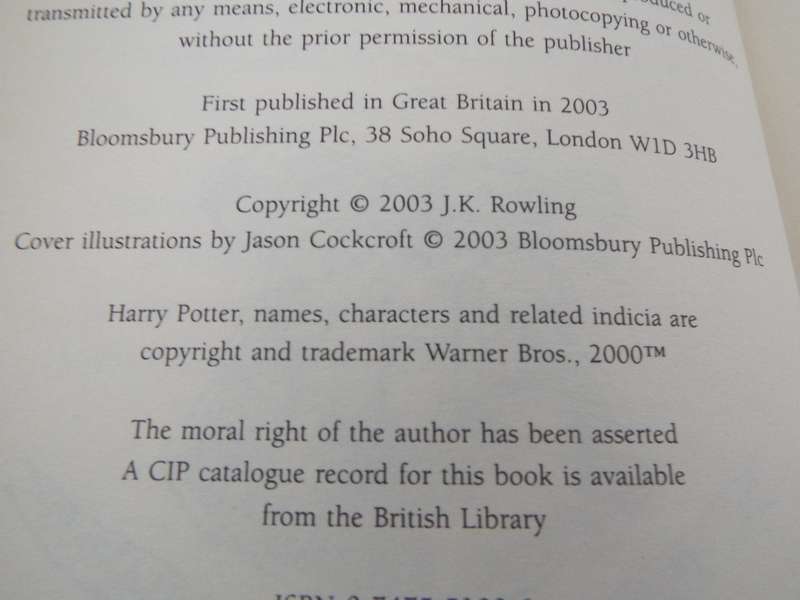 transmitted by any means, electronic, mechanical, photocopying or otherwise,
without the prior permission of the publisher
First published in Great Britain in 2003
Bloomsbury Publishing Plc, 38 Soho Square, London W1D 3HB
Copyright © 2003 J.K. Rowling
Cover illustrations by Jason Cockcroft © 2003 Bloomsbury Publishing Plc
Harry Potter, names, characters and related indicia are
copyright and trademark Warner Bros., 2000™
The moral right of the author has been asserted
A CIP catalogue record for this book is available
from the British Library